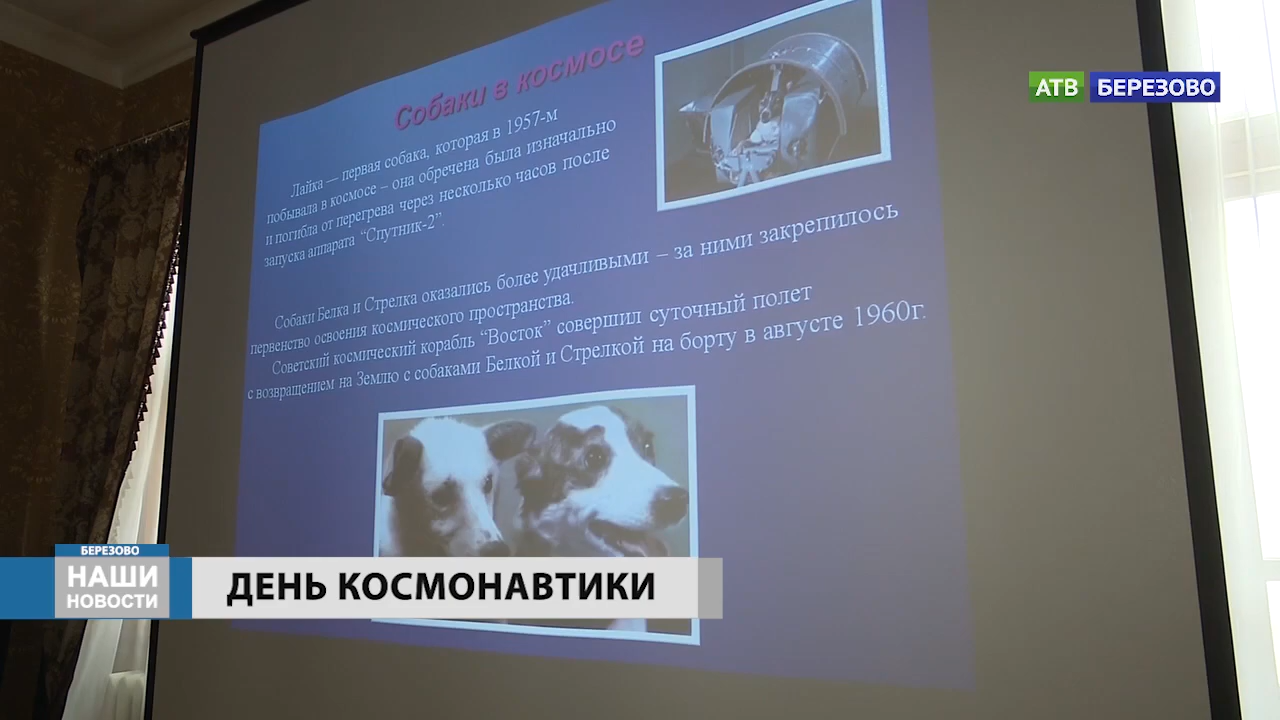 АТВ БЕРЕЗОВО
Собаки в космосе
Лайка — первая собака, которая в 1957-м
побывала в космосе – она обречена была изначально
и погибла от перегрева через несколько часов после
запуска аппарата “Спутник-2”.
Собаки Белка и Стрелка оказались более удачливыми – за ними закрепилось
первенство освоения космического пространства.
Советский космический корабль “Восток” совершил суточный полет
с возвращением на Землю с собаками Белкой и Стрелкой на борту в августе 1960г.
БЕРЕЗОВО
НАШИ
НОВОСТИ
ДЕНЬ КОСМОНАВТИКИ